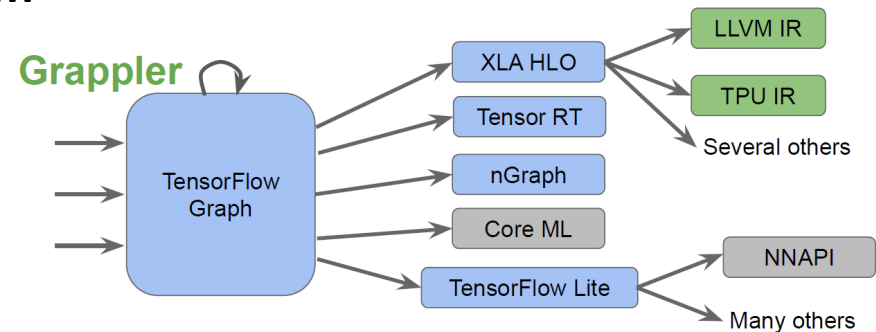 Grappler
TensorFlow
Graph
XLA HLO
Tensor RT
nGraph
Core ML
TensorFlow Lite
LLVM IR
TPU IR
Several others
NNAPI
Many others